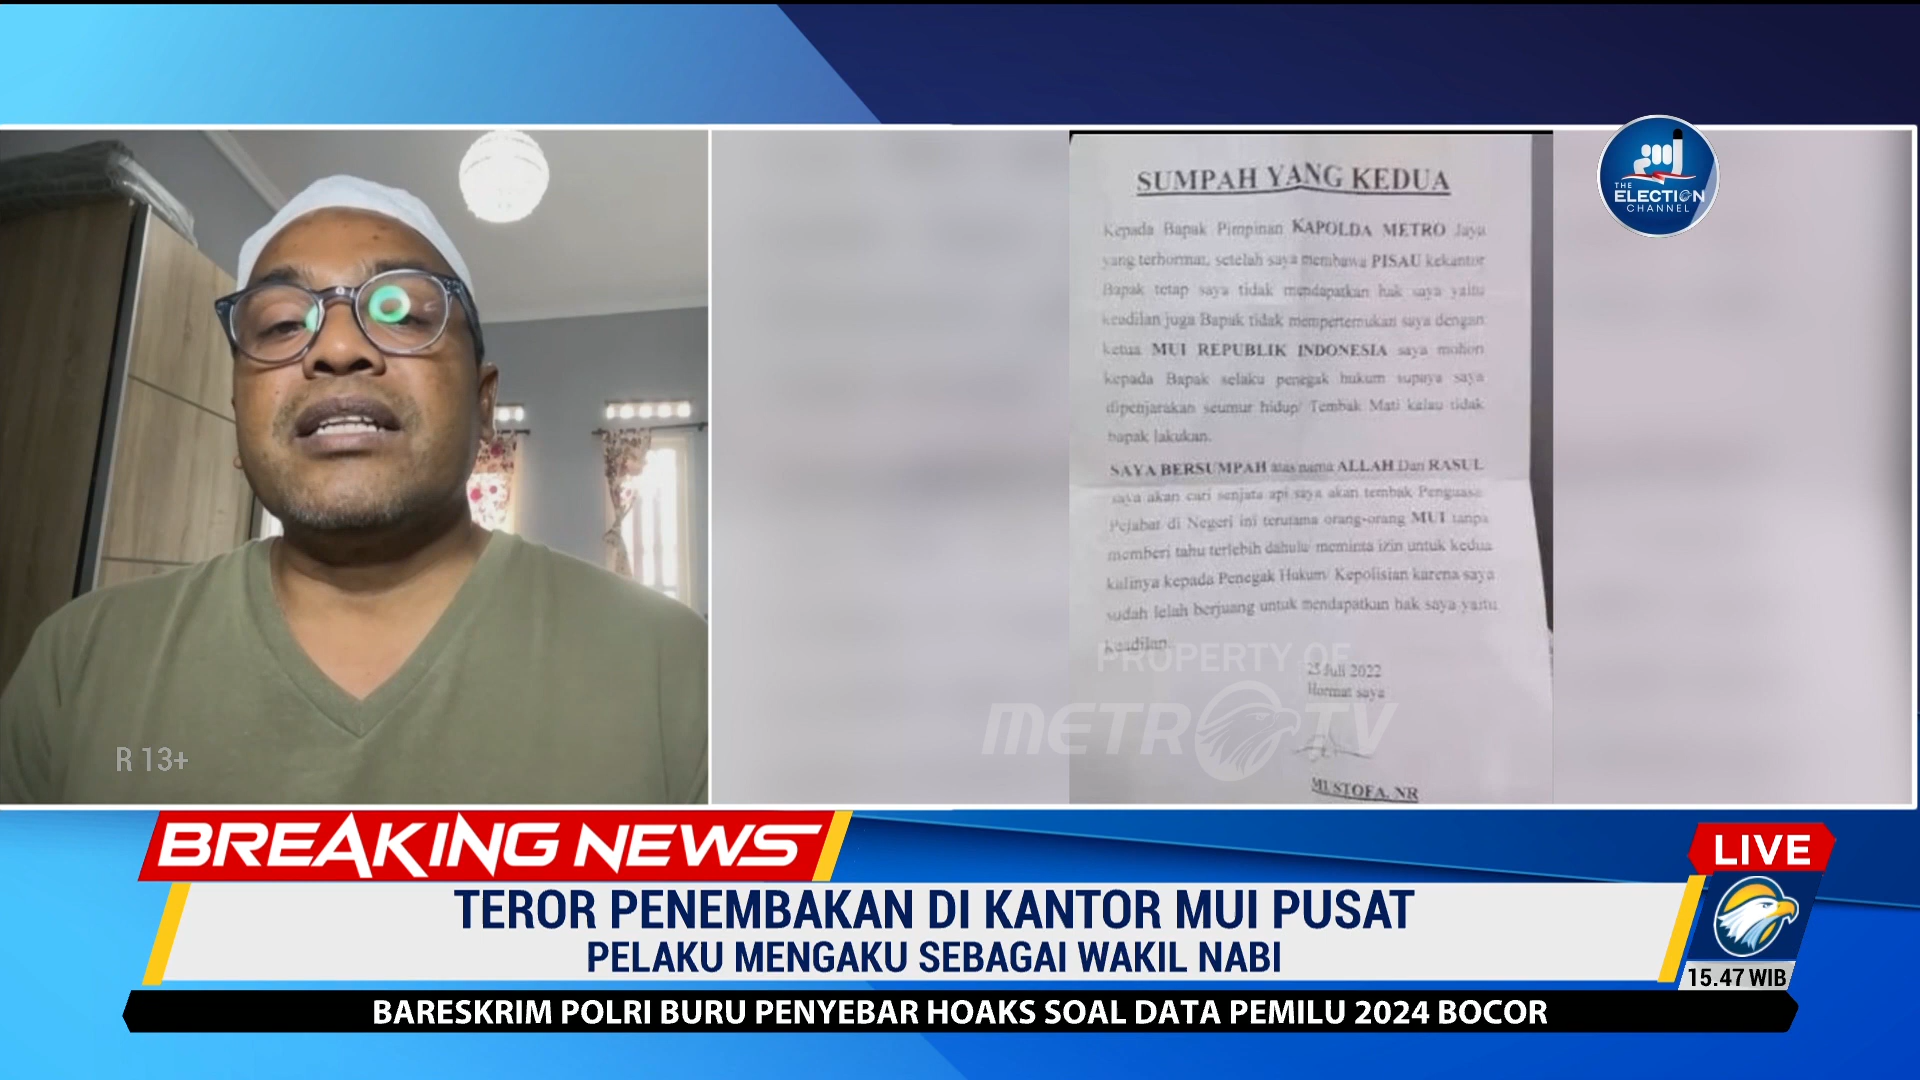 THE
ELECTION
CHANNEL
SUMPAH YANG KEDUA
Kepada Bapak Pimpinan KAPOLDA METRO Jaya
yang terhormat, setelah saya membawa PISAU kekantor
Bapak tetap saya tidak mendapatkan hak saya yaitu
keadilan juga Bapak tidak mempertemukan saya dengan
ketua MUI REPUBLIK INDONESIA saya mohon
kepada Bapak selaku penegak hukum supaya saya
dipenjarakan seumur hidup/ Tembak Mati kalau tidak
bapak lakukan.
SAYA BERSUMPAH atas nama ALLAH Dan RASUL
saya akan cari senjata api saya akan tembak Penguasa
Pejabat di Negeri ini terutama orang-orang MUI tanpa
memberi tahu terlebih dahulu/ meminta izin untuk kedua
kalinya kepada Penegak Hukum/ Kepolisian karena saya
sudah lelah berjuang untuk mendapatkan hak saya yaitu
keadilan.
25 Juli 2022
Hormat saya
MUSTOFA. NR
PROPERTY OF
METRO TV
R 13+
BREAKING NEWS
LIVE
TEROR PENEMBAKAN DI KANTOR MUI PUSAT
PELAKU MENGAKU SEBAGAI WAKIL NABI
15.47 WIB
BARESKRIM POLRI BURU PENYEBAR HOAKS SOAL DATA PEMILU 2024 BOCOR